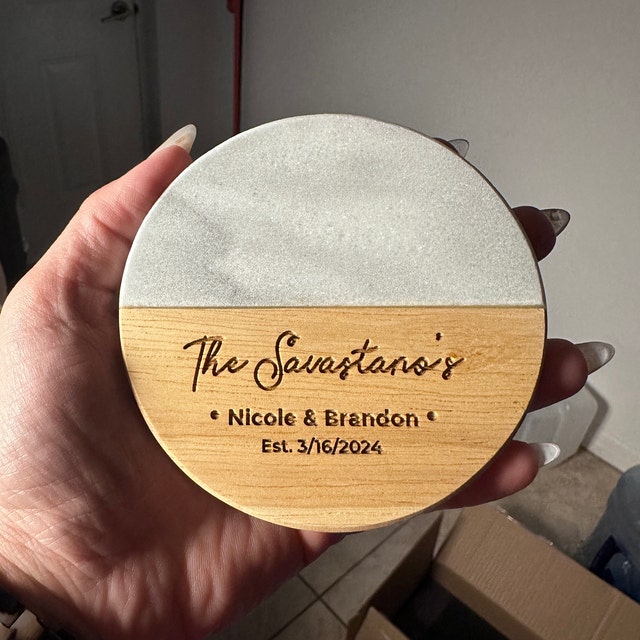 The Savastano's
• Nicole & Brandon •
Est. 3/16/2024